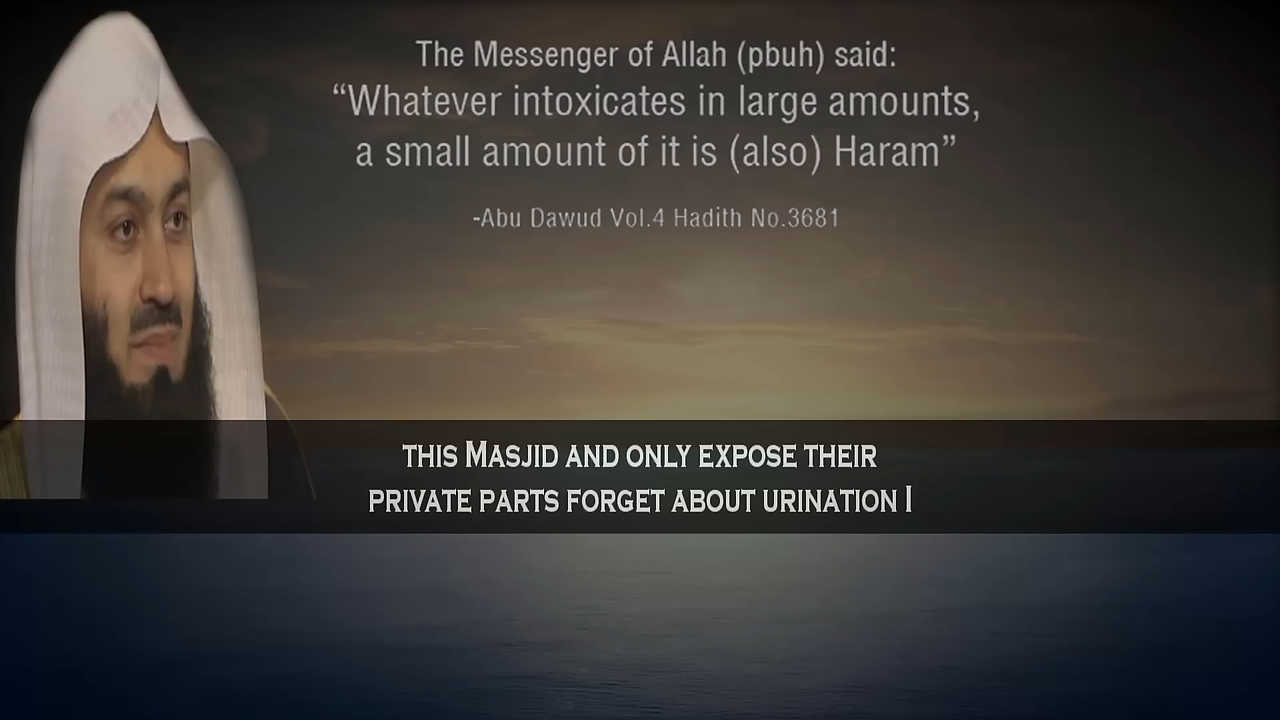 The Messenger of Allah (pbuh) said:
“Whatever intoxicates in large amounts,
a small amount of it is (also) Haram”
-Abu Dawud Vol.4 Hadith No.3681
THIS MASJID AND ONLY EXPOSE THEIR
PRIVATE PARTS FORGET ABOUT URINATION I